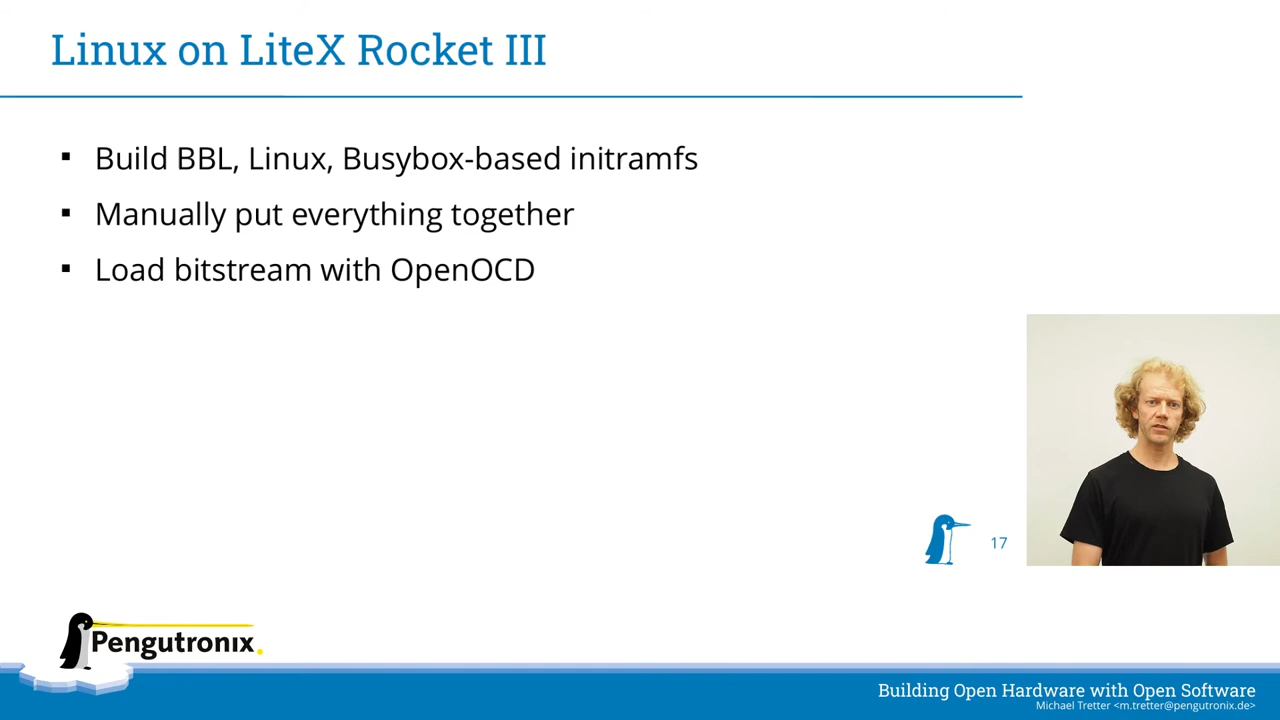 Linux on LiteX Rocket III
Build BBL, Linux, Busybox-based initramfs
Manually put everything together
Load bitstream with OpenOCD
17
Pengutronix
Building Open Hardware with Open Software
Michael Tretter <m.tretter@pengutronix.de>